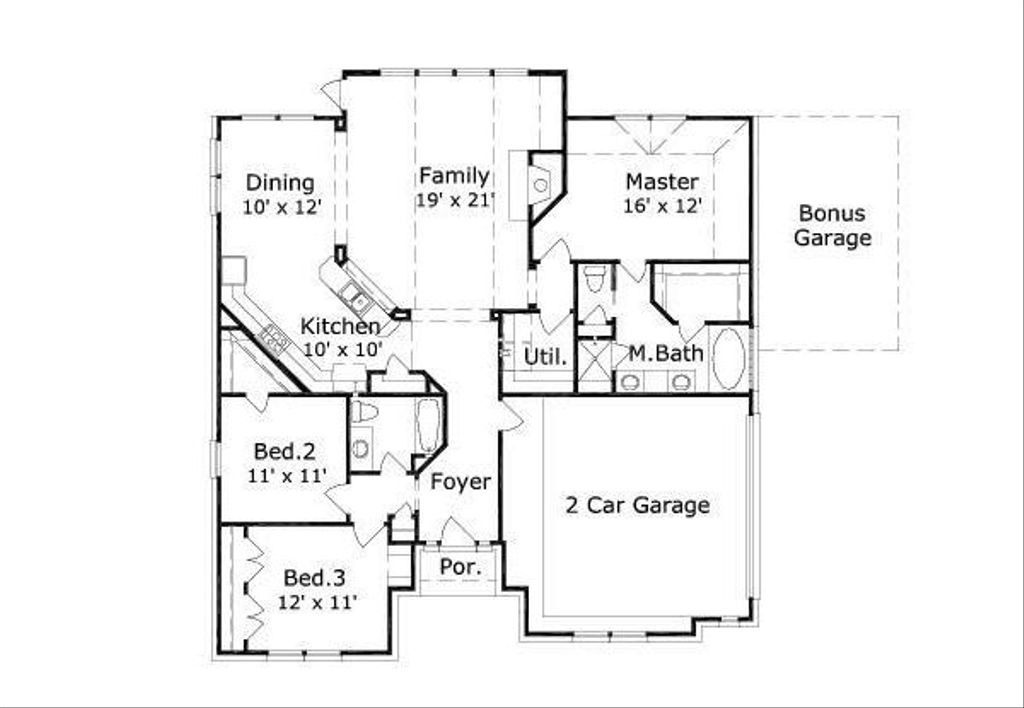 Dining
10' x 12'
Family
19' x 21'
Master
16' x 12'
Bonus
Garage
Kitchen
10' x 10'
Util.
M.Bath
Bed.2
11' x 11'
Foyer
2 Car Garage
Por.
Bed.3
12' x 11'